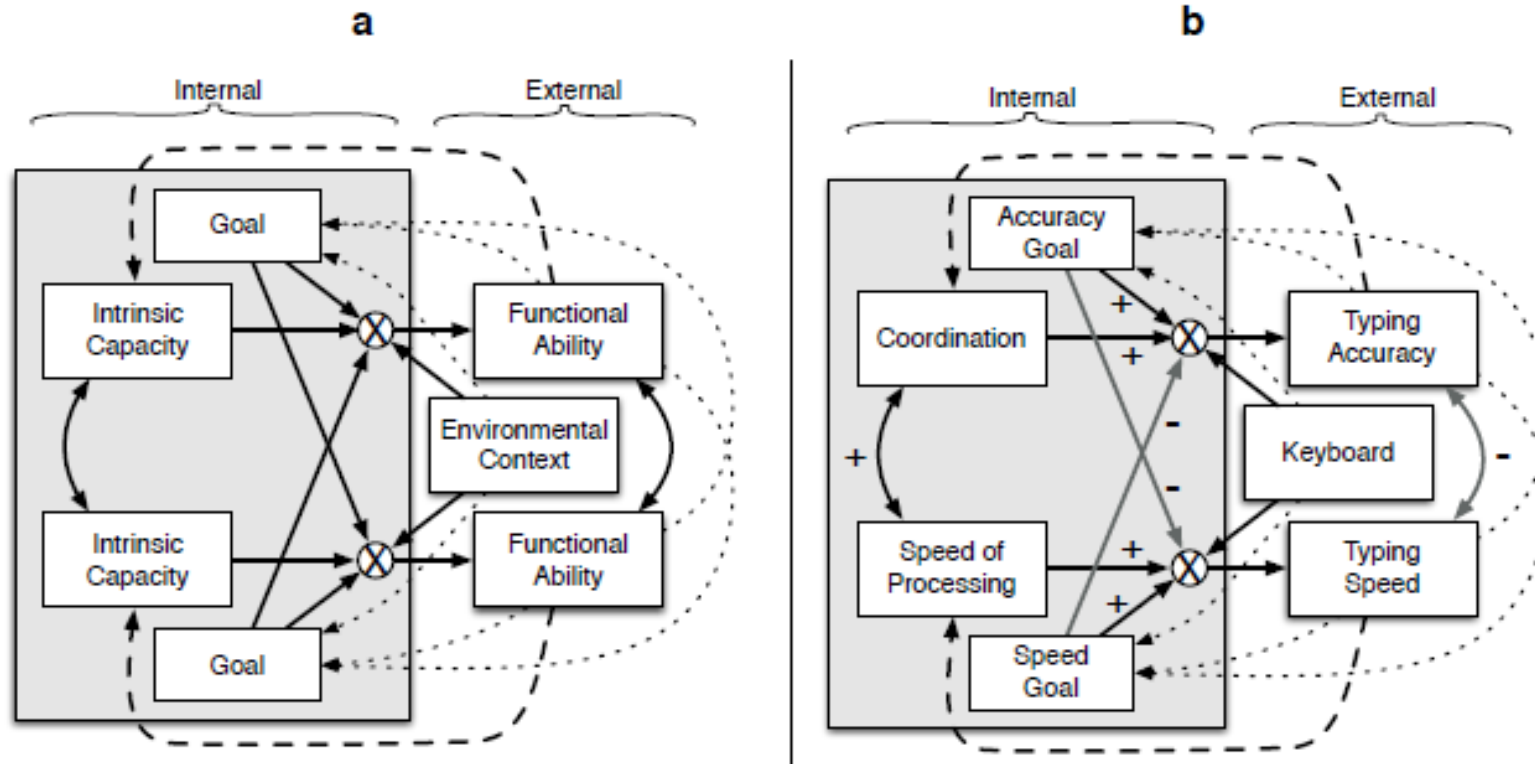 a
Internal
External
Goal
Intrinsic
Capacity
X
Functional
Ability
Environmental
Context
Intrinsic
Capacity
X
Functional
Ability
Goal
b
Internal
External
Accuracy
Goal
+
Coordination
+
X
Typing
Accuracy
-
+
Keyboard
-
-
Speed of
Processing
+
X
Typing
Speed
+
Speed
Goal